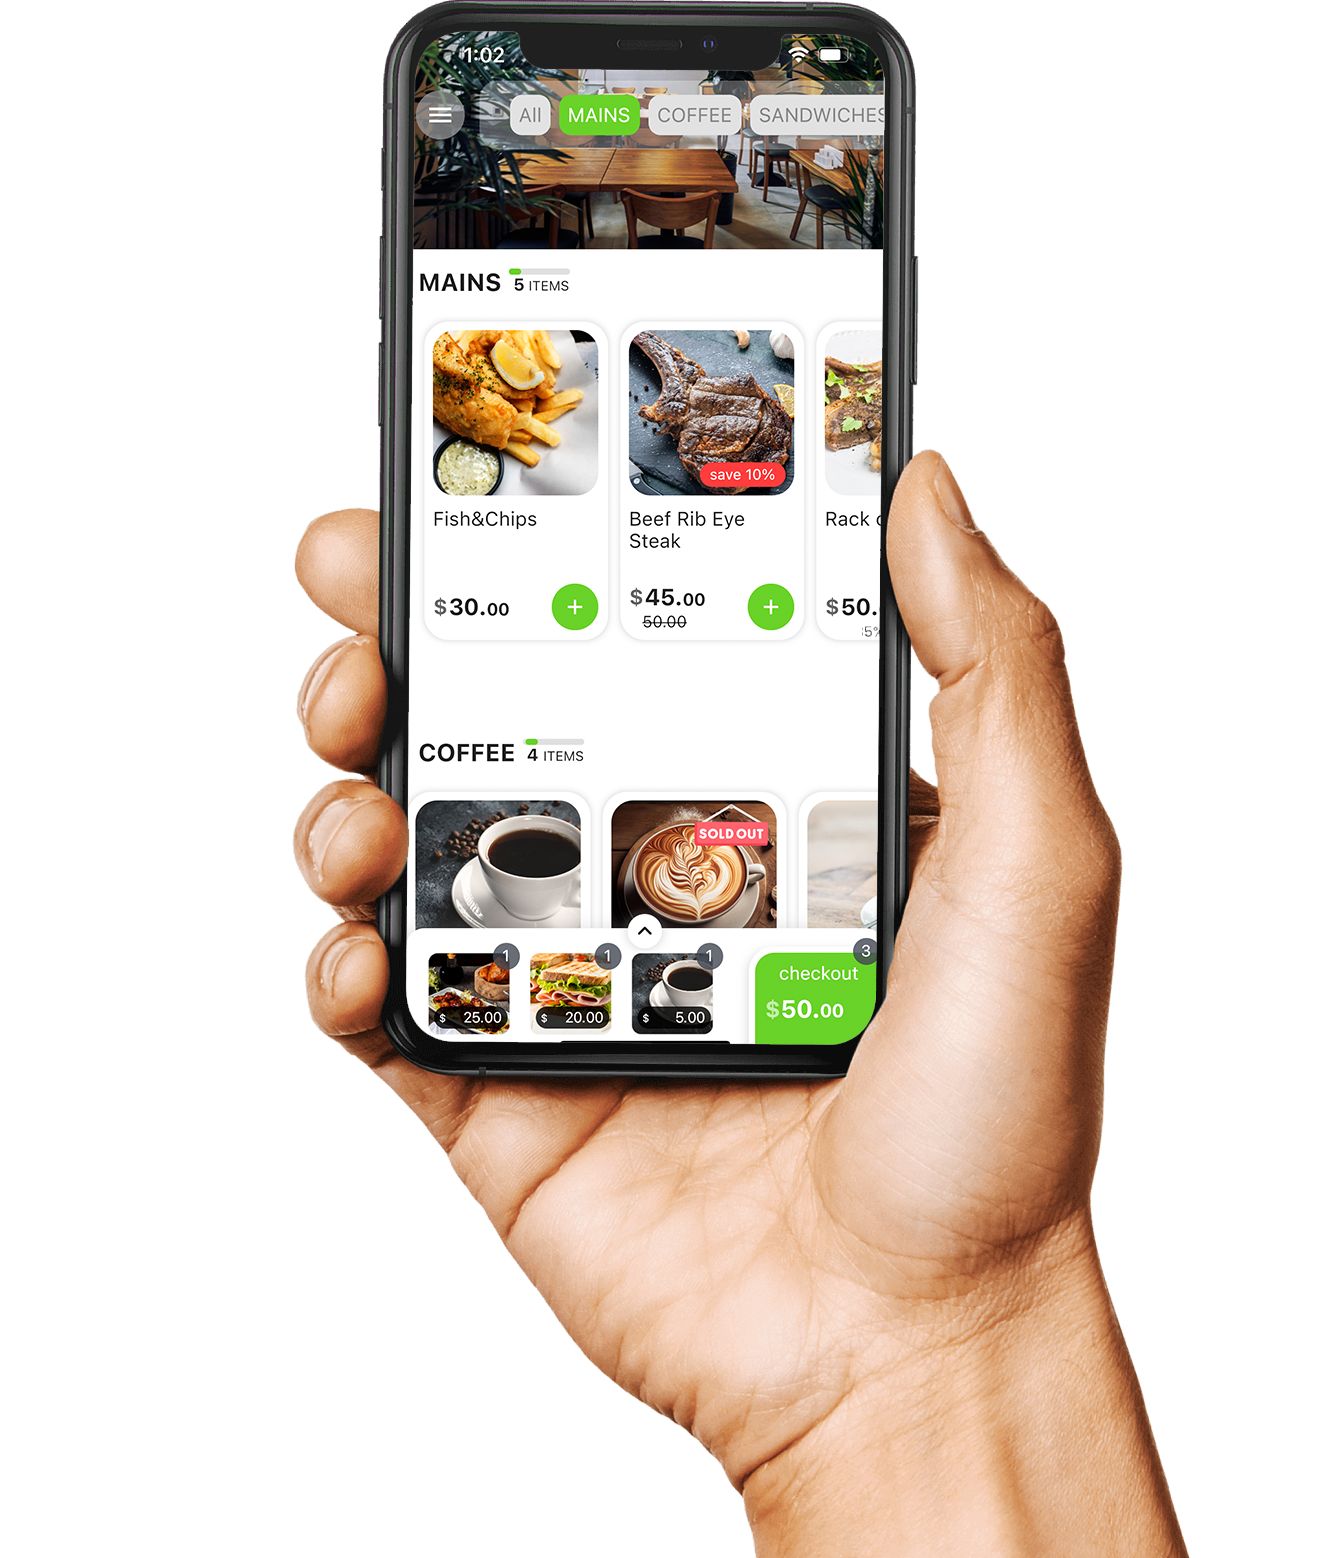 1:02
All MAINS COFFEE SANDWICHES
MAINS 5 ITEMS
save 10%
Fish&Chips
Beef Rib Eye
Steak
Rack
$30.00
$45.00
50.00
$50.
5%
COFFEE 4 ITEMS
SOLD OUT
1
1
1
3
checkout
$50.00
$ 25.00
$ 20.00
$ 5.00